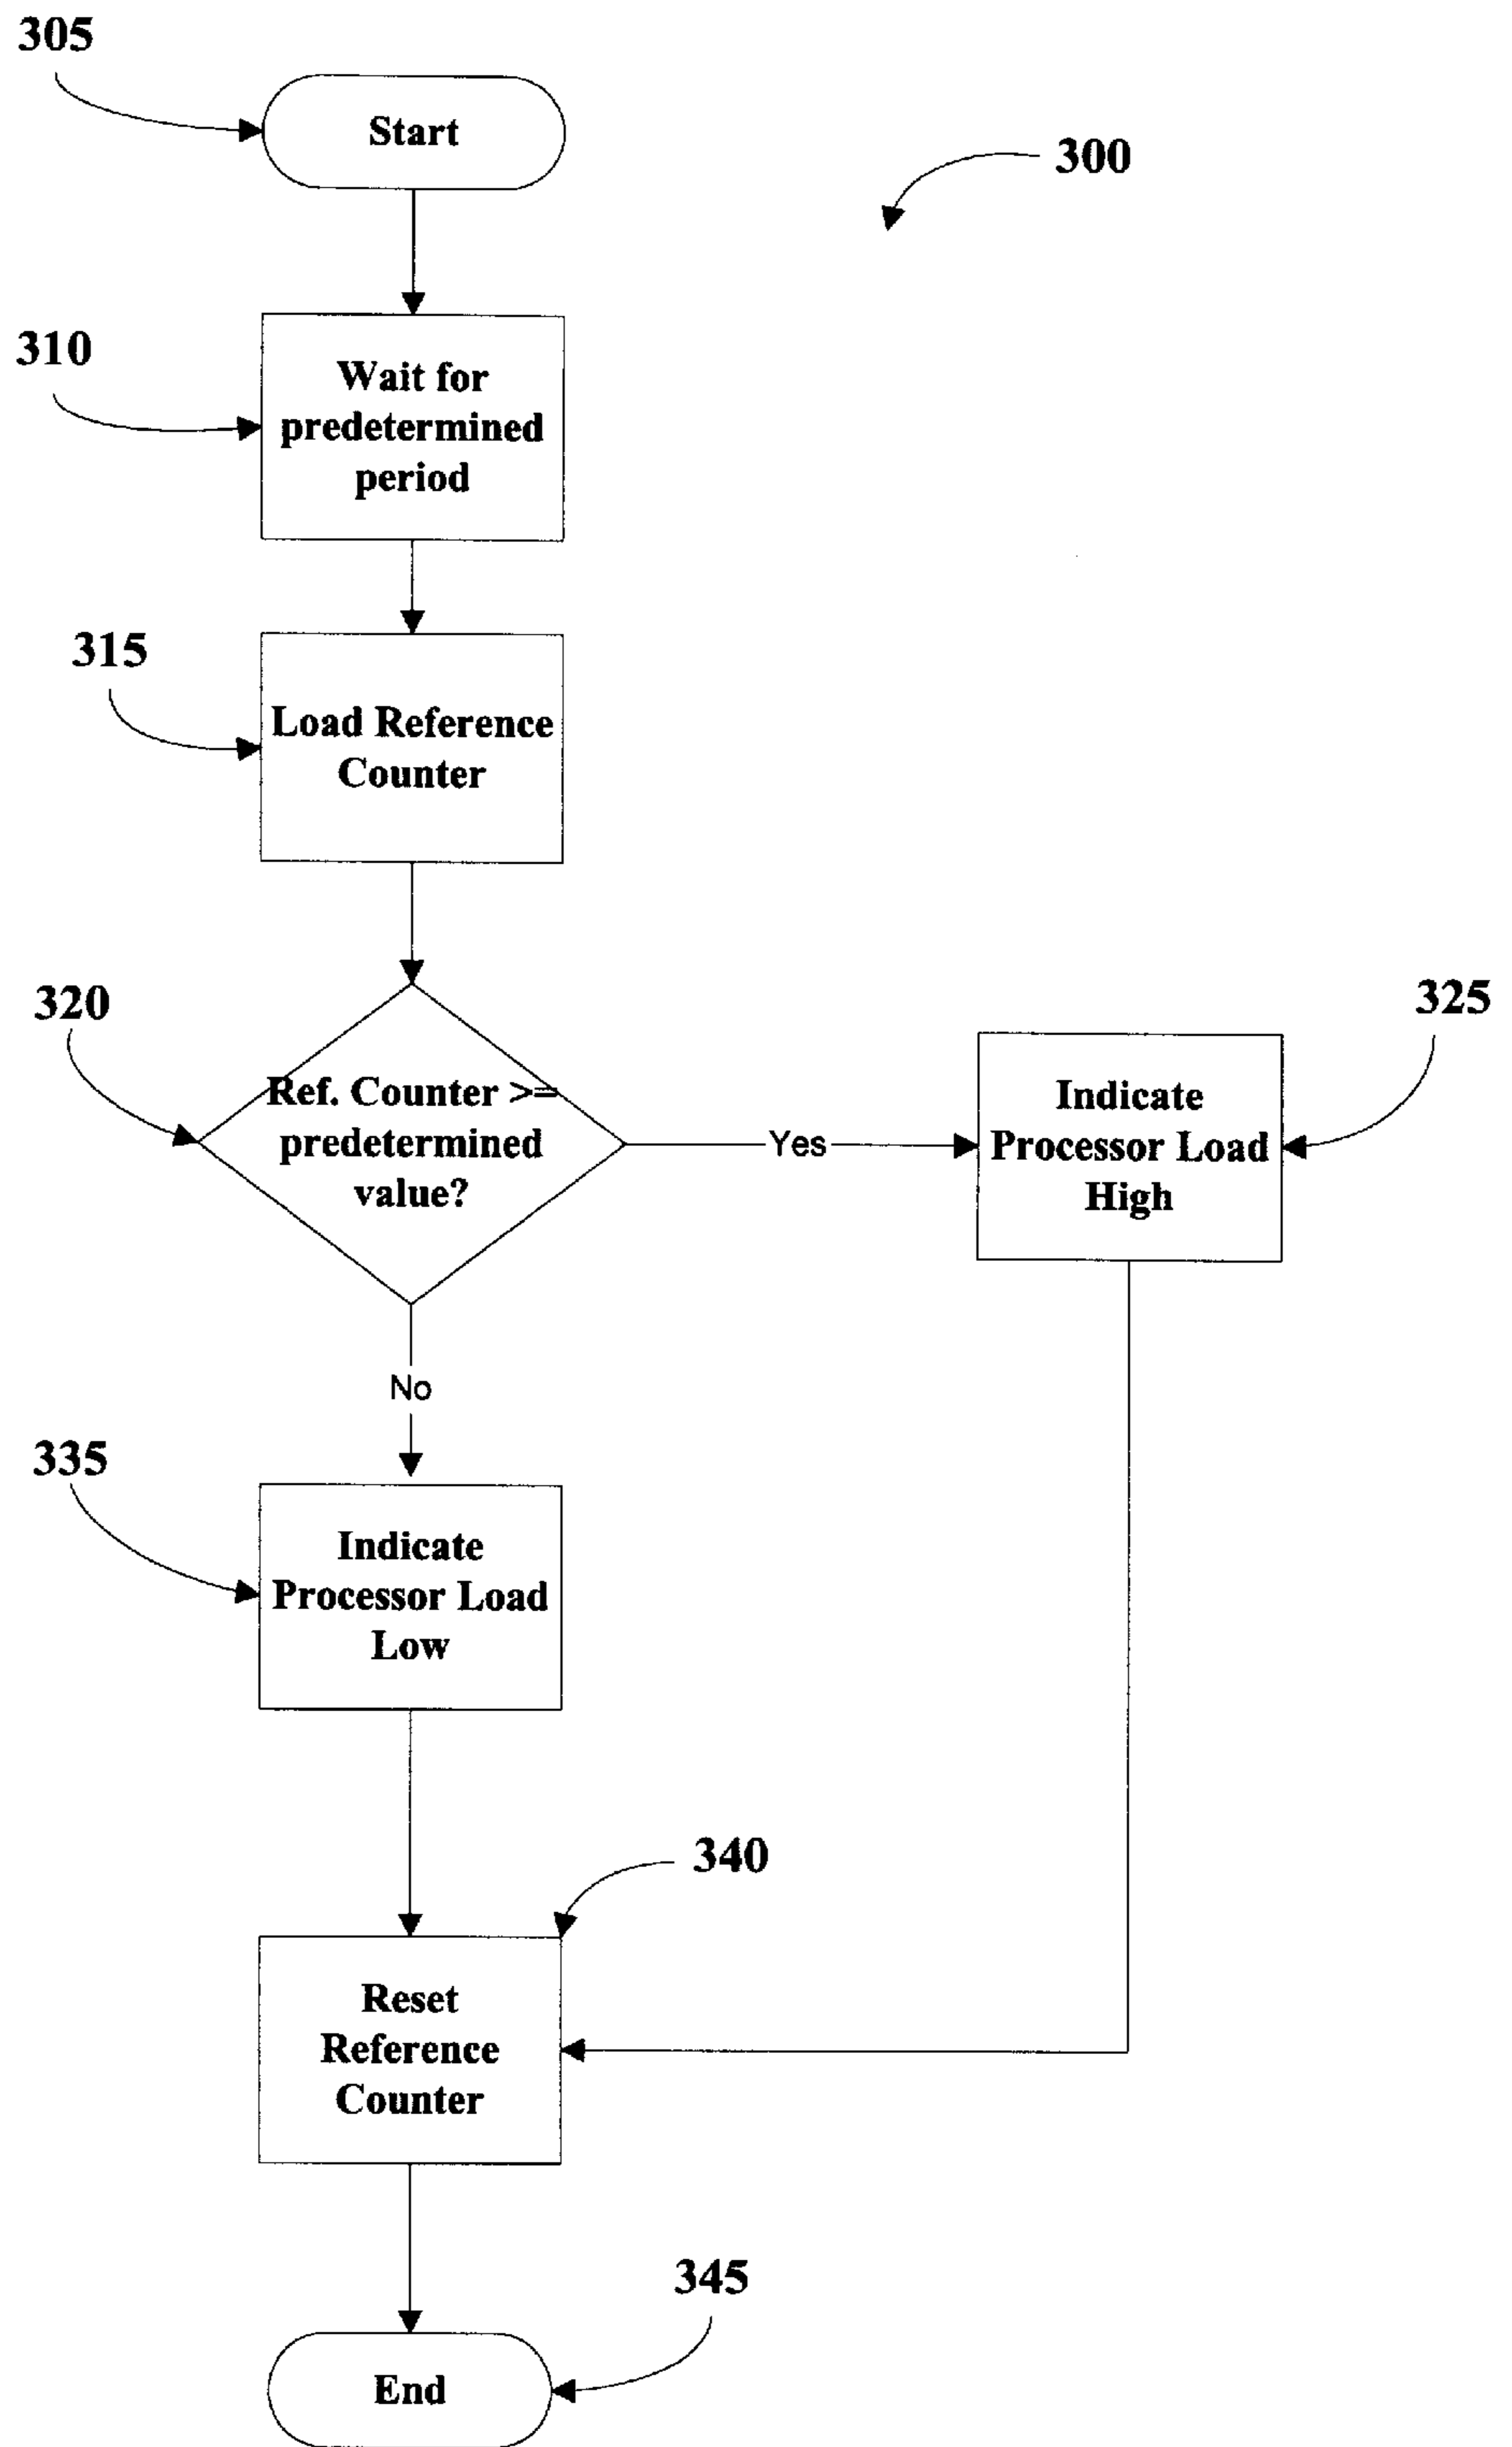 305
Start
300
310
Wait for
predetermined
period
315
Load Reference
Counter
320
Ref. Counter >=
predetermined
value?
Yes
325
Indicate
Processor Load
High
No
335
Indicate
Processor Load
Low
340
Reset
Reference
Counter
345
End